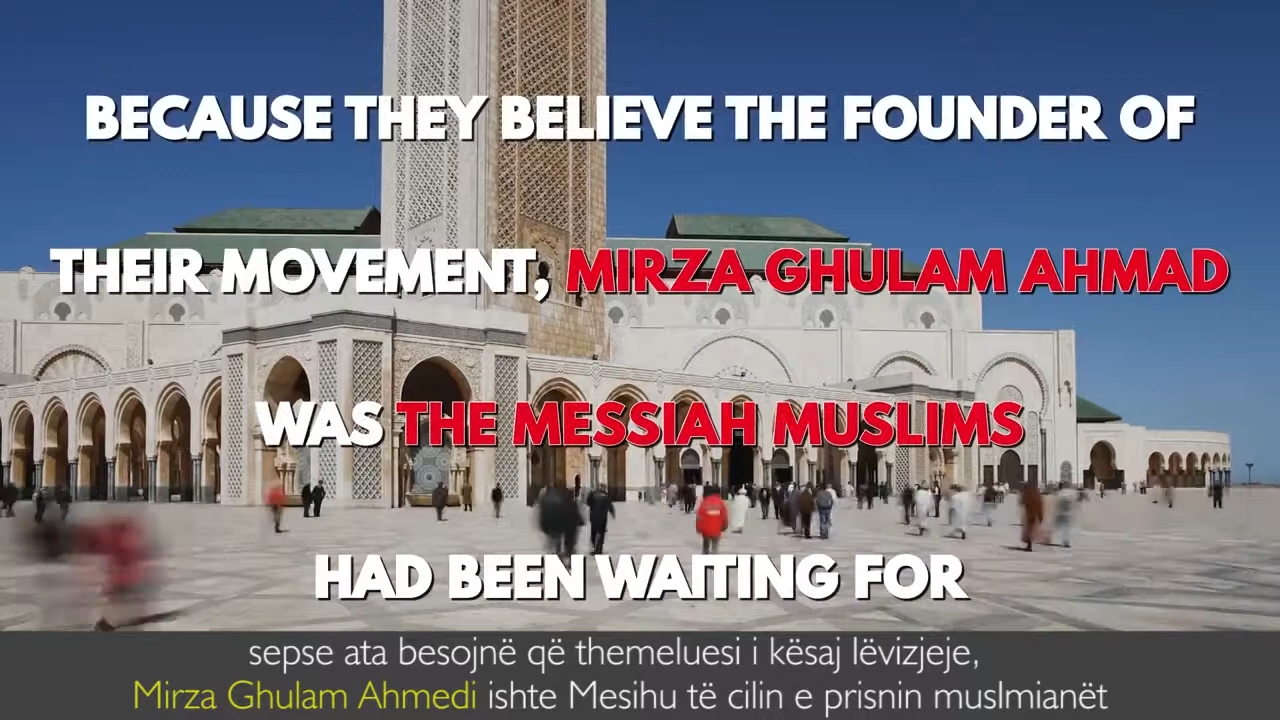 BECAUSE THEY BELIEVE THE FOUNDER OF
THEIR MOVEMENT, MIRZA GHULAM AHMAD
WAS THE MESSIAH MUSLIMS
HAD BEEN WAITING FOR
sepse ata besojnë që themeluesi i kësaj lëvizjeje,
Mirza Ghulam Ahmedi ishte Mesihu të cilin e prisnin muslmianët